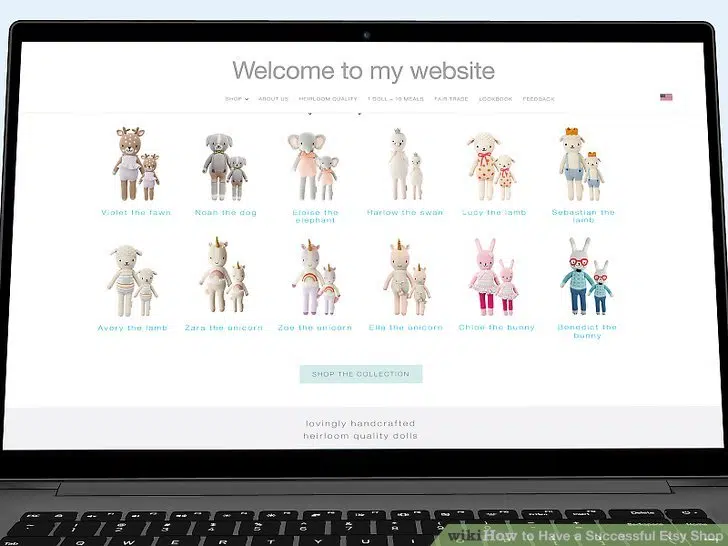 Welcome to my website
SHOP ABOUT US HEIRLOOM QUALITY 1 DOLL = 10 MEALS FAIR TRADE LOOKBOOK FEEDBACK
Violet the fawn Noah the dog Eloise the elephant Harlow the swan Lucy the lamb Sebastian the lamb
Avery the lamb Zara the unicorn Zoe the unicorn Ella the unicorn Chloe the bunny Benedict the bunny
SHOP THE COLLECTION
lovingly handcrafted
heirloom quality dolls
Delete
Q W E R T Y U
wikiHow to Have a Successful Etsy Shop